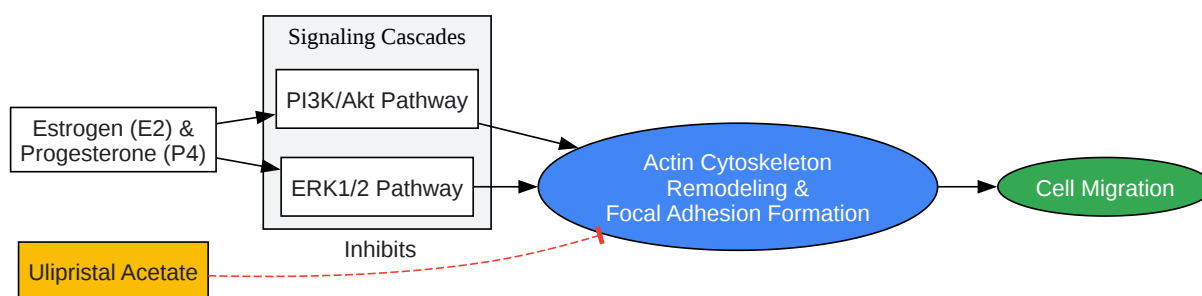 Signaling Cascades
PI3K/Akt Pathway
Estrogen (E2) &
Progesterone (P4)
ERK1/2 Pathway
Actin Cytoskeleton
Remodeling &
Focal Adhesion Formation
Cell Migration
Inhibits
Ulipristal Acetate